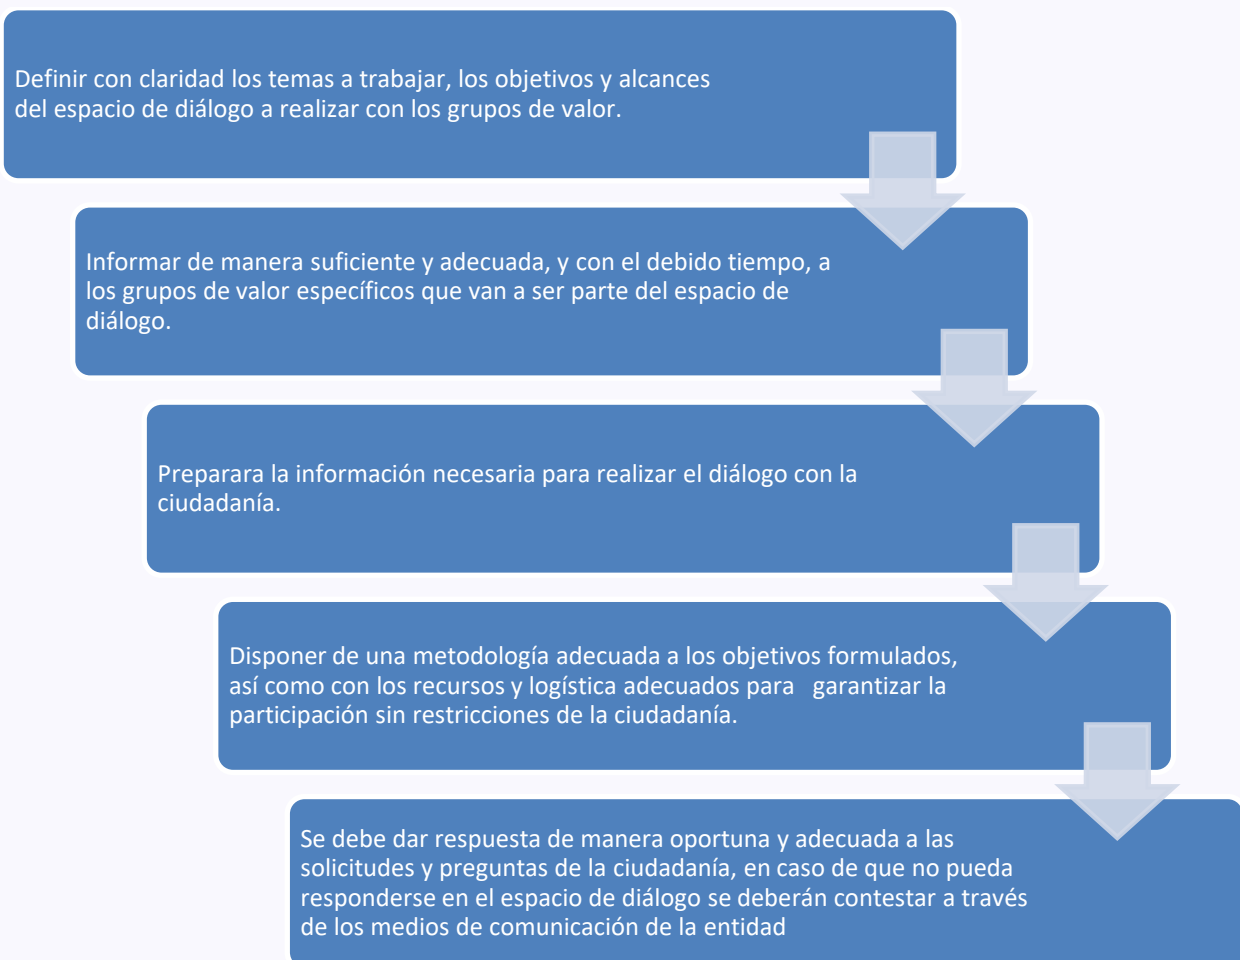 Definir con claridad los temas a trabajar, los objetivos y alcances
del espacio de diálogo a realizar con los grupos de valor.
Informar de manera suficiente y adecuada, y con el debido tiempo, a
los grupos de valor específicos que van a ser parte del espacio de
diálogo.
Preparara la información necesaria para realizar el diálogo con la
ciudadanía.
Disponer de una metodología adecuada a los objetivos formulados,
así como con los recursos y logística adecuados para   garantizar la
participación sin restricciones de la ciudadanía.
Se debe dar respuesta de manera oportuna y adecuada a las
solicitudes y preguntas de la ciudadanía, en caso de que no pueda
responderse en el espacio de diálogo se deberán contestar a través
de los medios de comunicación de la entidad